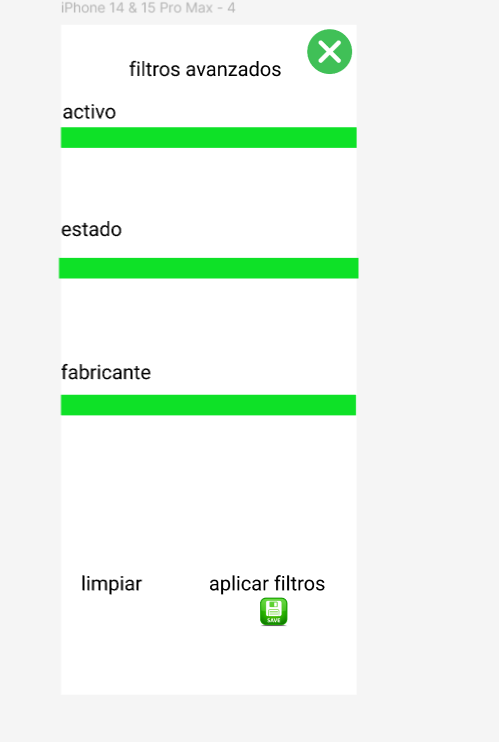 iPhone 14 & 15 Pro Max - 4
filtros avanzados
activo
estado
fabricante
limpiar
aplicar filtros
SAVE